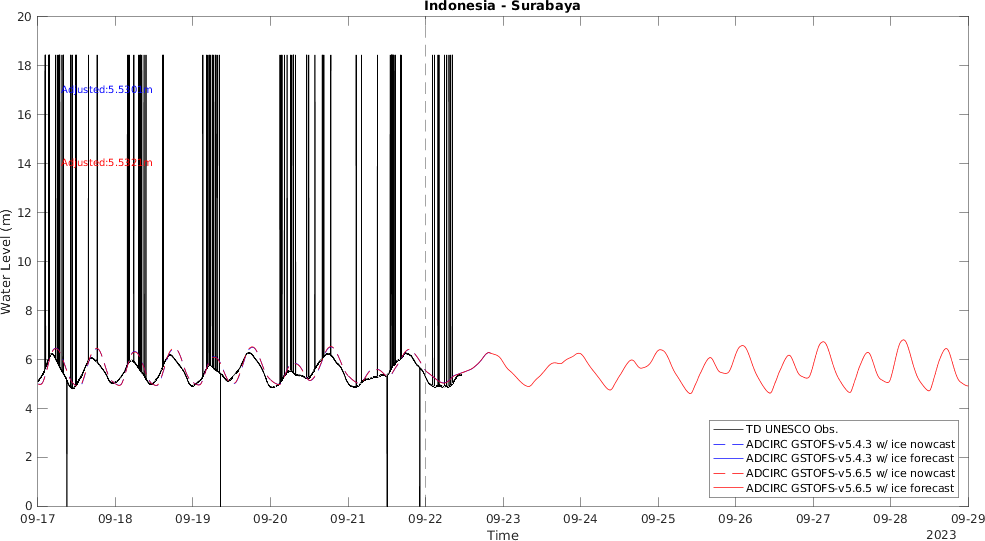 Indonesia - Surabaya
20
18
16
14
12
10
8
6
4
2
0
Water Level (m)
Adjusted:5.5301m
Adjusted:5.5321m
TD UNESCO Obs.
ADCIRC GSTOFS-v5.4.3 w/ ice nowcast
ADCIRC GSTOFS-v5.4.3 w/ ice forecast
ADCIRC GSTOFS-v5.6.5 w/ ice nowcast
ADCIRC GSTOFS-v5.6.5 w/ ice forecast
09-17 09-18 09-19 09-20 09-21 09-22 09-23 09-24 09-25 09-26 09-27 09-28 09-29
Time
2023